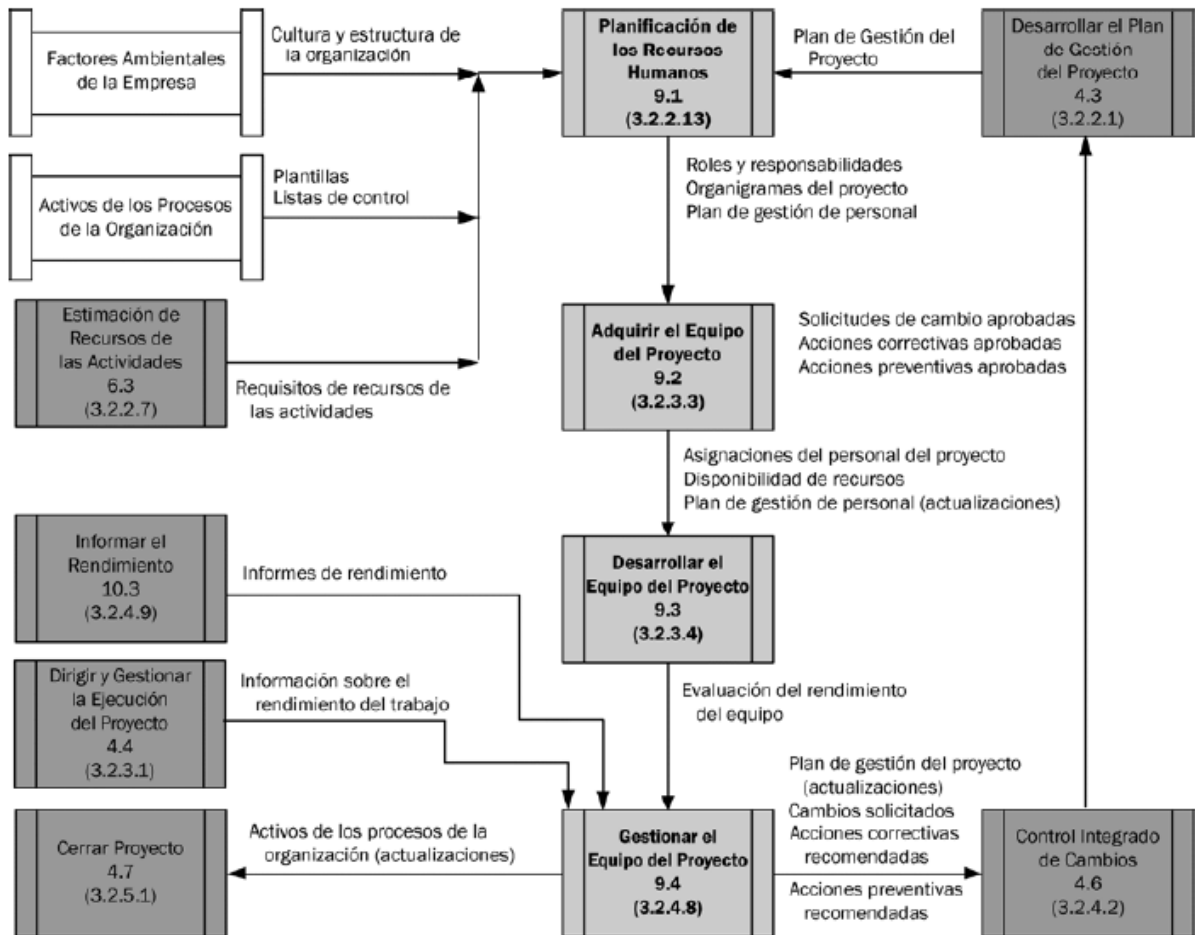 Factores Ambientales
de la Empresa
Cultura y estructura de
la organización
Planificación de
los Recursos
Humanos
9.1
(3.2.2.13)
Plan de Gestión del
Proyecto
Desarrollar el Plan
de Gestión
del Proyecto
4.3
(3.2.2.1)
Activos de los Procesos
de la Organización
Plantillas
Listas de control
Roles y responsabilidades
Organigramas del proyecto
Plan de gestión de personal
Estimación de
Recursos de
las Actividades
6.3
(3.2.2.7)
Requisitos de recursos de
las actividades
Adquirir el Equipo
del Proyecto
9.2
(3.2.3.3)
Solicitudes de cambio aprobadas
Acciones correctivas aprobadas
Acciones preventivas aprobadas
Asignaciones del personal del proyecto
Disponibilidad de recursos
Plan de gestión de personal (actualizaciones)
Informar el
Rendimiento
10.3
(3.2.4.9)
Informes de rendimiento
Desarrollar el
Equipo del Proyecto
9.3
(3.2.3.4)
Dirigir y Gestionar
la Ejecución
del Proyecto
4.4
(3.2.3.1)
Información sobre el
rendimiento del trabajo
Evaluación del rendimiento
del equipo
Cerrar Proyecto
4.7
(3.2.5.1)
Activos de los procesos de la
organización (actualizaciones)
Gestionar el
Equipo del Proyecto
9.4
(3.2.4.8)
Plan de gestión del proyecto
(actualizaciones)
Cambios solicitados
Acciones correctivas
recomendadas
Acciones preventivas
recomendadas
Control Integrado
de Cambios
4.6
(3.2.4.2)